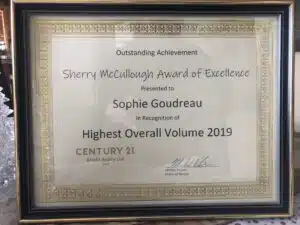 Outstanding Achievement
Sherry McCullough Award of Excellence
Presented to
Sophie Goudreau
In Recognition of
Highest Overall Volume 2019
CENTURY 21